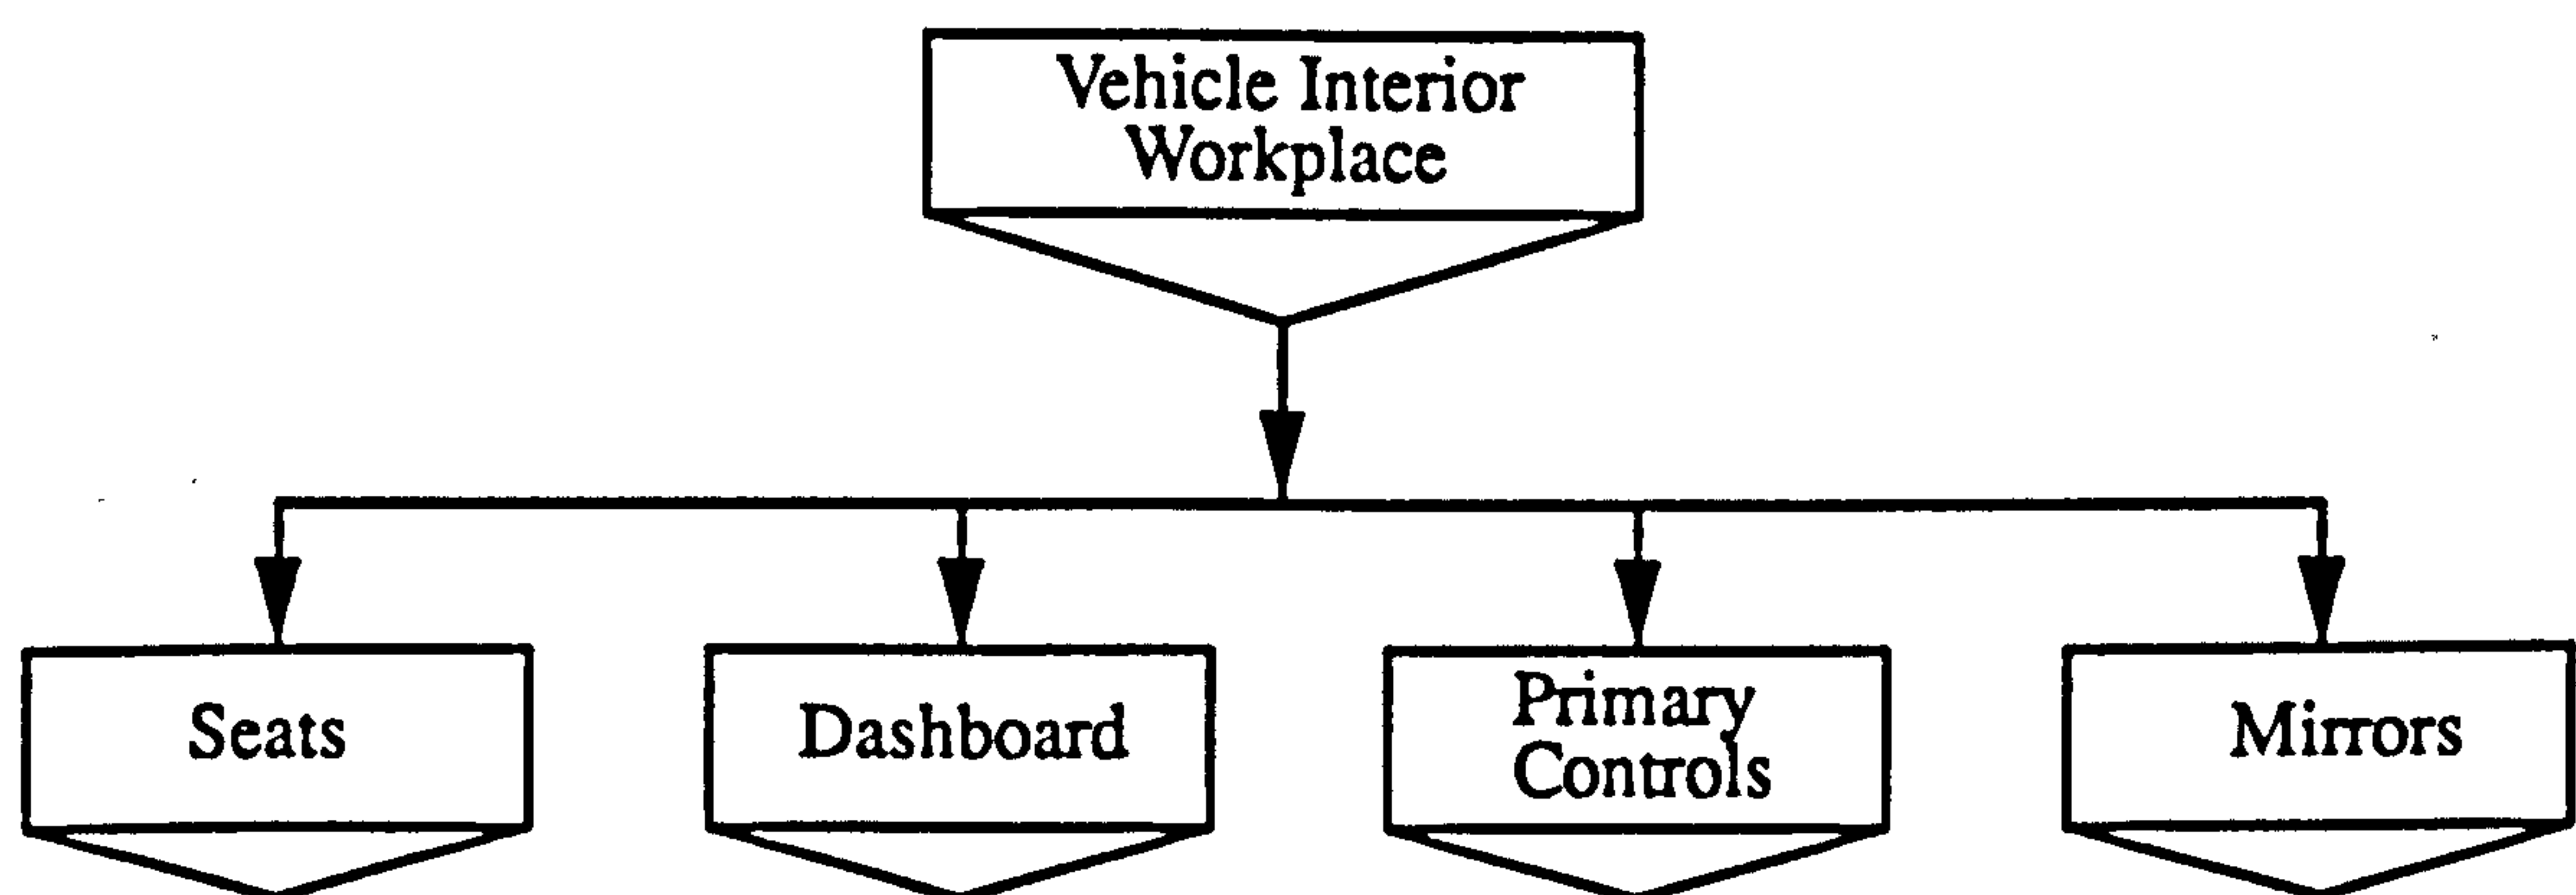 Vehicle Interior
Workplace
Seats
Dashboard
Primary
Controls
Mirrors